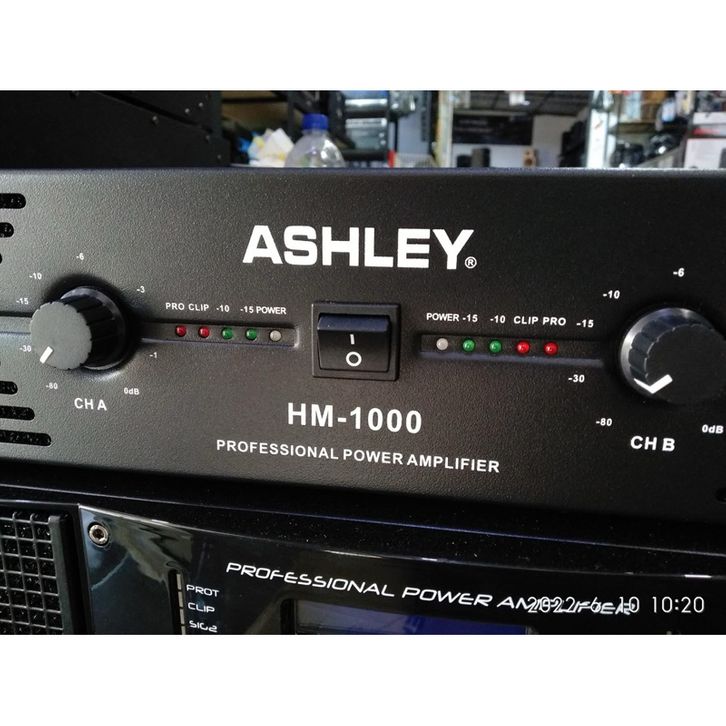 ASHLEY®
-6
-10
-3
-15
-30
-1
-80
0dB
CH A
PRO CLIP -10 -15 POWER
I
O
POWER -15 -10 CLIP PRO
-6
-10
-15
-30
-80
0dB
CH B
HM-1000
PROFESSIONAL POWER AMPLIFIER
PROFESSIONAL POWER AMPLIFIER
PROT
CLIP
SIG2
2022-6-10 10:20